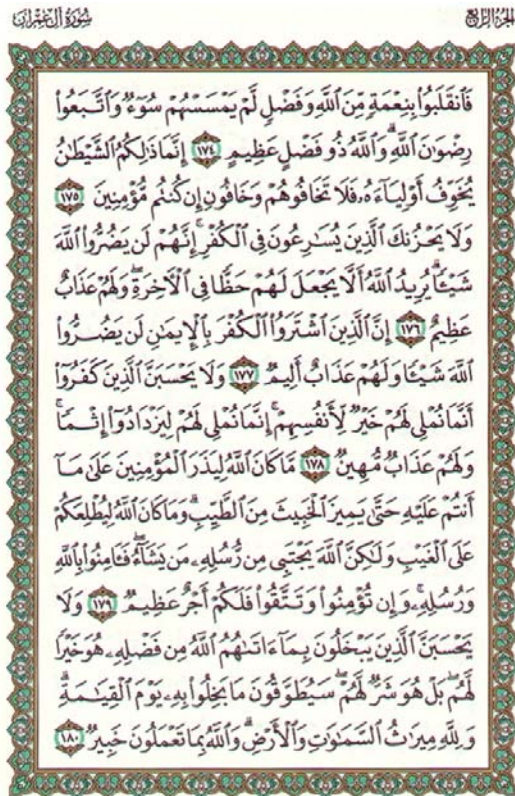 الجزء الرابع
سورة آل عمران
فَٱنقَلَبُوا۟ بِنِعْمَةٍ مِّنَ ٱللَّهِ وَفَضْلٍ لَّمْ يَمْسَسْهُمْ سُوٓءٌ وَٱتَّبَعُوا۟
رِضْوَٰنَ ٱللَّهِ ۗ وَٱللَّهُ ذُو فَضْلٍ عَظِيمٍ ١٧٤ إِنَّمَا ذَٰلِكُمُ ٱلشَّيْطَٰنُ
يُخَوِّفُ أَوْلِيَآءَهُۥ فَلَا تَخَافُوهُمْ وَخَافُونِ إِن كُنتُم مُّؤْمِنِينَ ١٧٥
وَلَا يَحْزُنكَ ٱلَّذِينَ يُسَٰرِعُونَ فِى ٱلْكُفْرِ ۚ إِنَّهُمْ لَن يَضُرُّوا۟ ٱللَّهَ
شَيْـًٔا ۗ يُرِيدُ ٱللَّهُ أَلَّا يَجْعَلَ لَهُمْ حَظًّا فِى ٱلْـَٔاخِرَةِ ۖ وَلَهُمْ عَذَابٌ
عَظِيمٌ ١٧٦ إِنَّ ٱلَّذِينَ ٱشْتَرَوُا۟ ٱلْكُفْرَ بِٱلْإِيمَٰنِ لَن يَضُرُّوا۟
ٱللَّهَ شَيْـًٔا وَلَهُمْ عَذَابٌ أَلِيمٌ ١٧٧ وَلَا يَحْسَبَنَّ ٱلَّذِينَ كَفَرُوٓا۟
أَنَّمَا نُمْلِى لَهُمْ خَيْرٌ لِّأَنفُسِهِمْ ۚ إِنَّمَا نُمْلِى لَهُمْ لِيَزْدَادُوٓا۟ إِثْمًا ۚ
وَلَهُمْ عَذَابٌ مُّهِينٌ ١٧٨ مَّا كَانَ ٱللَّهُ لِيَذَرَ ٱلْمُؤْمِنِينَ عَلَىٰ مَآ
أَنتُمْ عَلَيْهِ حَتَّىٰ يَمِيزَ ٱلْخَبِيثَ مِنَ ٱلطَّيِّبِ ۗ وَمَا كَانَ ٱللَّهُ لِيُطْلِعَكُمْ
عَلَى ٱلْغَيْبِ وَلَٰكِنَّ ٱللَّهَ يَجْتَبِى مِن رُّسُلِهِۦ مَن يَشَآءُ ۖ فَـَٔامِنُوا۟ بِٱللَّهِ
وَرُسُلِهِۦ ۚ وَإِن تُؤْمِنُوا۟ وَتَتَّقُوا۟ فَلَكُمْ أَجْرٌ عَظِيمٌ ١٧٩ وَلَا
يَحْسَبَنَّ ٱلَّذِينَ يَبْخَلُونَ بِمَآ ءَاتَىٰهُمُ ٱللَّهُ مِن فَضْلِهِۦ هُوَ خَيْرًا
لَّهُم ۖ بَلْ هُوَ شَرٌّ لَّهُمْ ۖ سَيُطَوَّقُونَ مَا بَخِلُوا۟ بِهِۦ يَوْمَ ٱلْقِيَٰمَةِ ۗ
وَلِلَّهِ مِيرَٰثُ ٱلسَّمَٰوَٰتِ وَٱلْأَرْضِ ۗ وَٱللَّهُ بِمَا تَعْمَلُونَ خَبِيرٌ ١٨٠